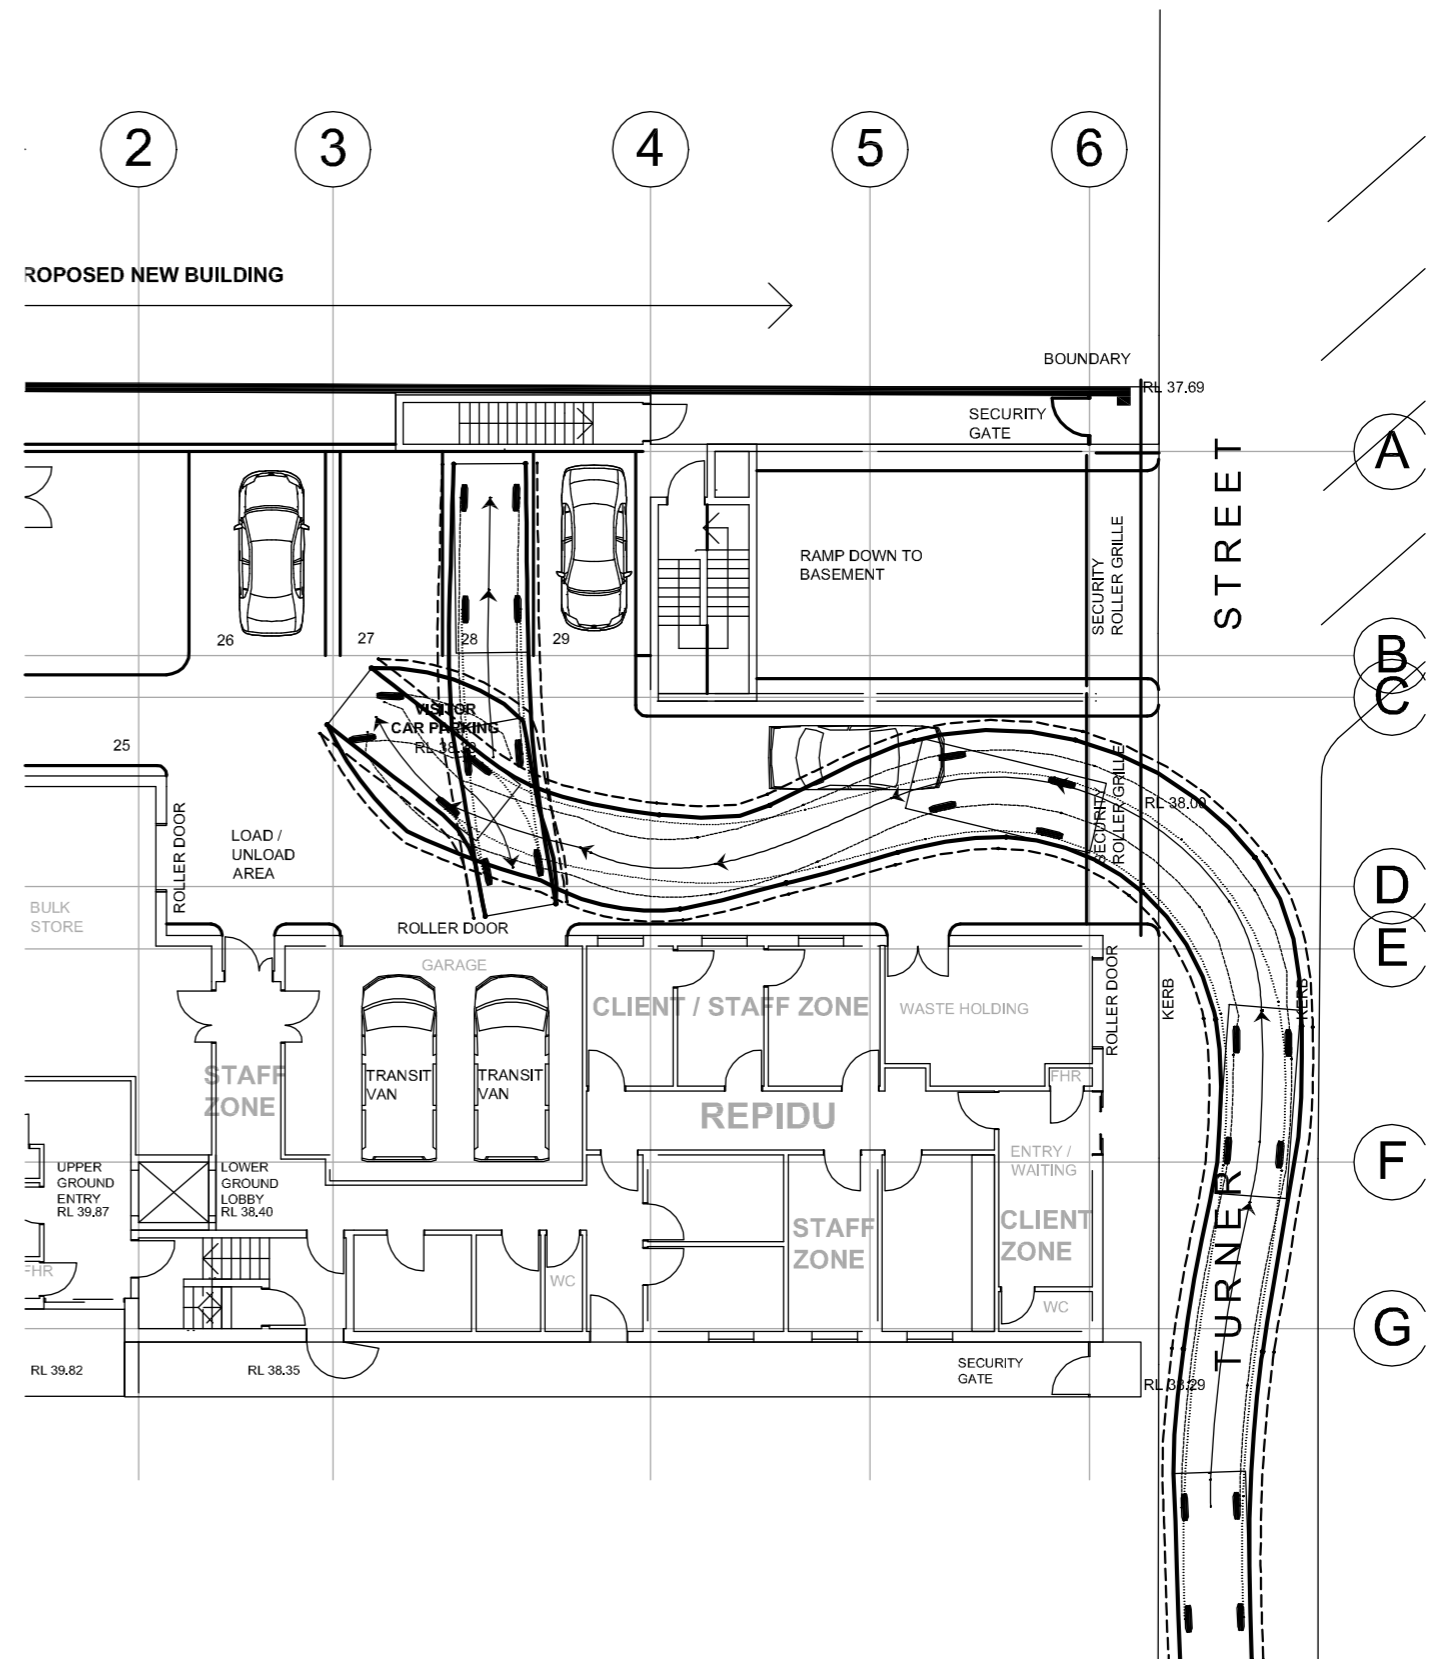 2
3
4
5
6
ROPOSED NEW BUILDING
BOUNDARY
RL 37.69
SECURITY
GATE
A
STREET
RAMP DOWN TO
BASEMENT
SECURITY
ROLLER GRILLE
26
27
28
29
B
C
VISITOR
CAR PARKING
25
SECURITY
ROLLER GRILLE
RL 38.00
ROLLER DOOR
LOAD /
UNLOAD
AREA
D
BULK
STORE
ROLLER DOOR
E
GARAGE
CLIENT / STAFF ZONE
WASTE HOLDING
ROLLER DOOR
KERB
KERB
STAFF
ZONE
TRANSIT
VAN
TRANSIT
VAN
REPIDU
FHR
F
UPPER
GROUND
ENTRY
RL 39.87
LOWER
GROUND
LOBBY
RL 38.40
ENTRY /
WAITING
STAFF
ZONE
CLIENT
ZONE
TURNER
FHR
WC
WC
G
RL 39.82
RL 38.35
SECURITY
GATE
RL 38.29